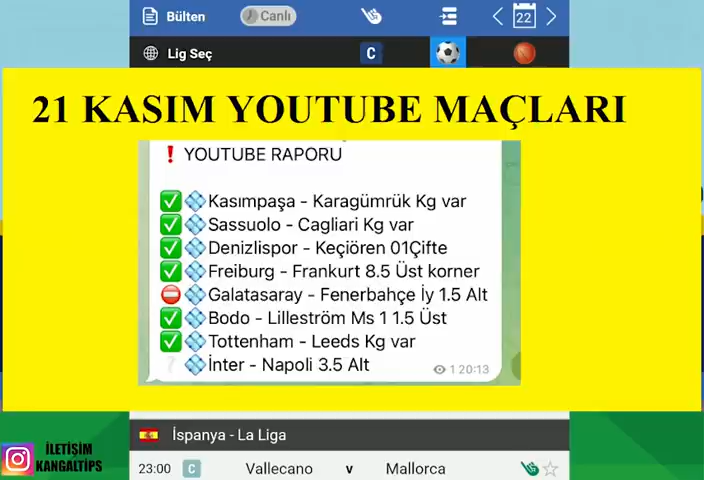 Bülten
Canlı
22
Lig Seç
C
21 KASIM YOUTUBE MAÇLARI
❗ YOUTUBE RAPORU
Kasımpaşa - Karagümrük Kg var
Sassuolo - Cagliari Kg var
Denizlispor - Keçiören 01Çifte
Freiburg - Frankurt 8.5 Üst korner
Galatasaray - Fenerbahçe İy 1.5 Alt
Bodo - Lilleström Ms 1 1.5 Üst
Tottenham - Leeds Kg var
İnter - Napoli 3.5 Alt
1 20:13
İspanya - La Liga
İLETİŞİM
KANGALTİPS
23:00 C Vallecano v Mallorca